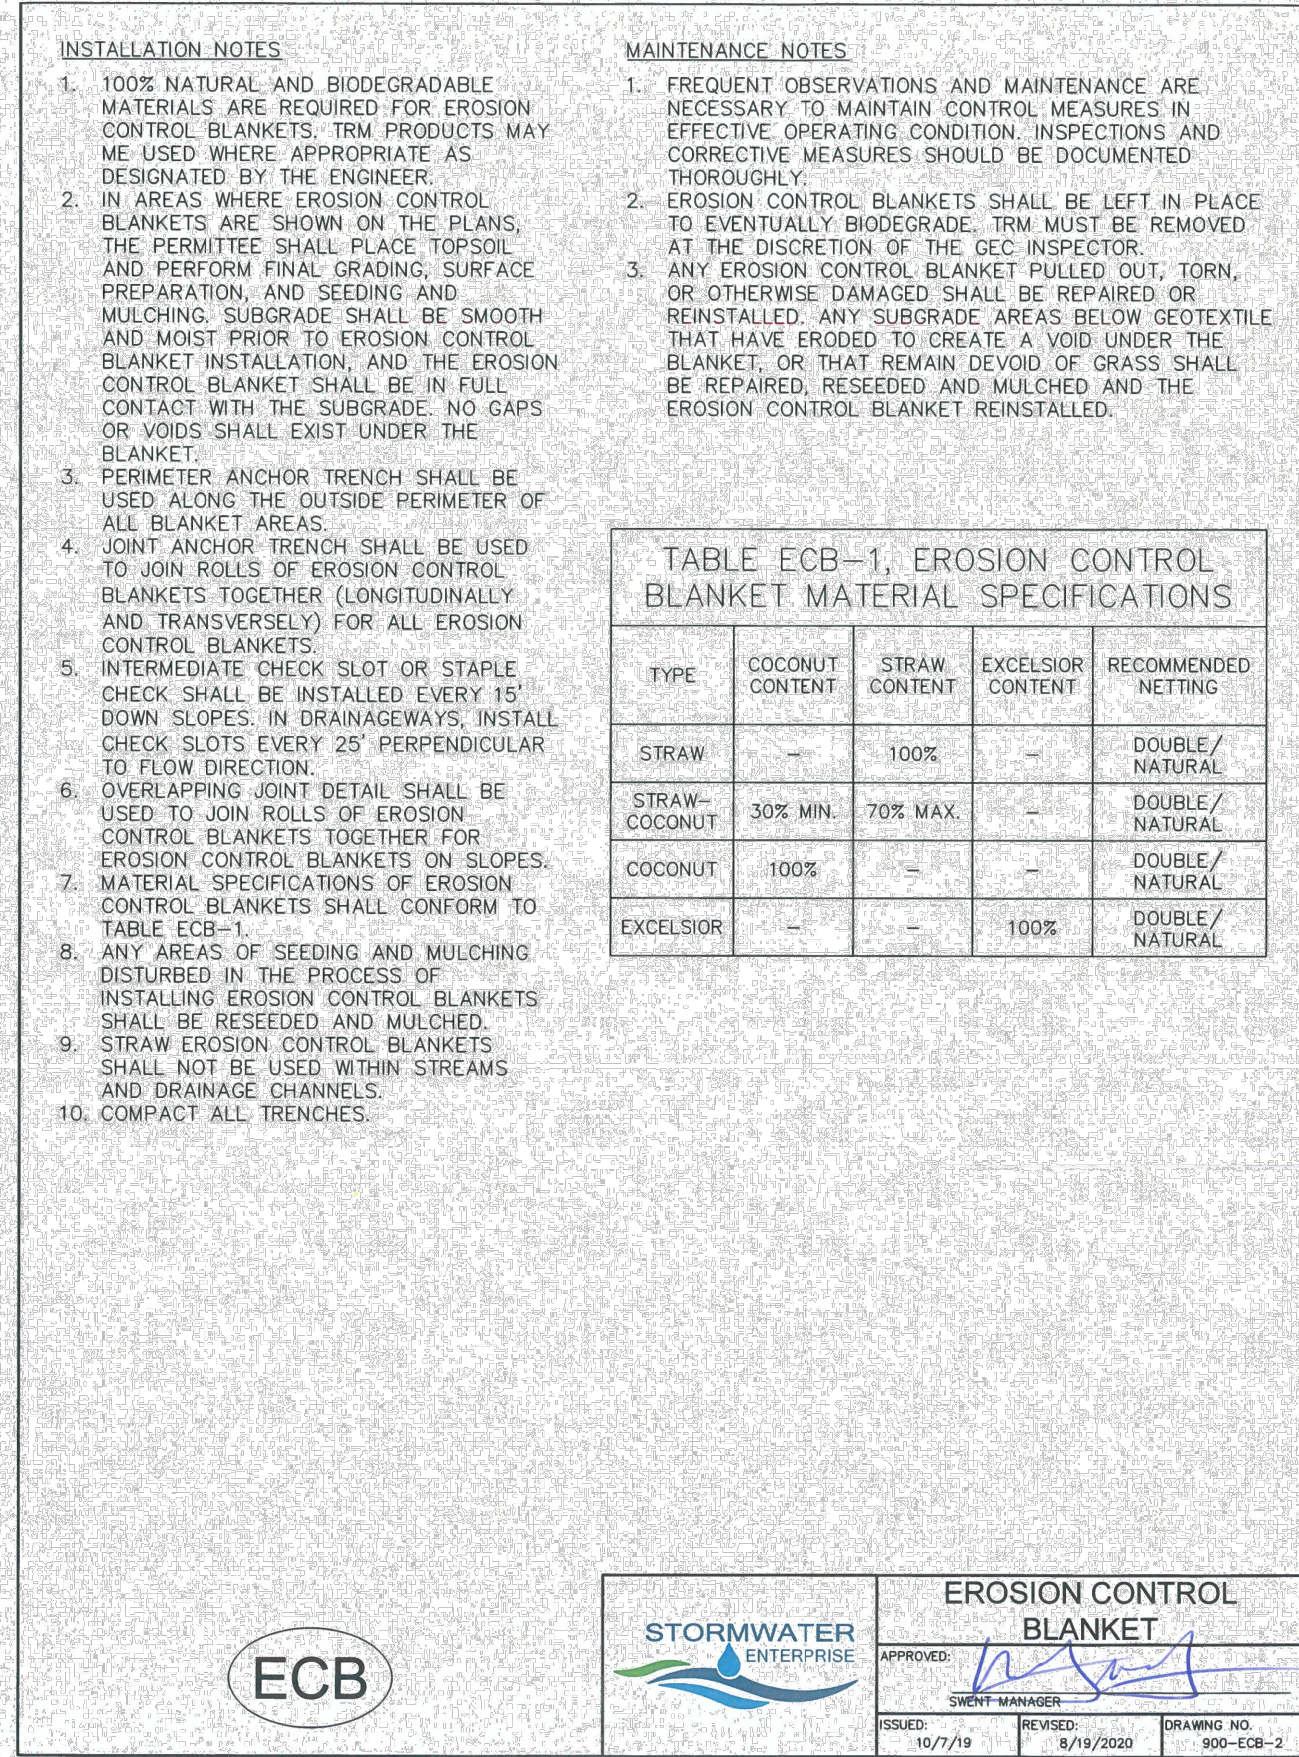 INSTALLATION NOTES
1. 100% NATURAL AND BIODEGRADABLE
MATERIALS ARE REQUIRED FOR EROSION
CONTROL BLANKETS. TRM PRODUCTS MAY
ME USED WHERE APPROPRIATE AS
DESIGNATED BY THE ENGINEER.
2. IN AREAS WHERE EROSION CONTROL
BLANKETS ARE SHOWN ON THE PLANS,
THE PERMITTEE SHALL PLACE TOPSOIL
AND PERFORM FINAL GRADING, SURFACE
PREPARATION, AND SEEDING AND
MULCHING. SUBGRADE SHALL BE SMOOTH
AND MOIST PRIOR TO EROSION CONTROL
BLANKET INSTALLATION, AND THE EROSION
CONTROL BLANKET SHALL BE IN FULL
CONTACT WITH THE SUBGRADE. NO GAPS
OR VOIDS SHALL EXIST UNDER THE
BLANKET.
3. PERIMETER ANCHOR TRENCH SHALL BE
USED ALONG THE OUTSIDE PERIMETER OF
ALL BLANKET AREAS.
4. JOINT ANCHOR TRENCH SHALL BE USED
TO JOIN ROLLS OF EROSION CONTROL
BLANKETS TOGETHER (LONGITUDINALLY
AND TRANSVERSELY) FOR ALL EROSION
CONTROL BLANKETS.
5. INTERMEDIATE CHECK SLOT OR STAPLE
CHECK SHALL BE INSTALLED EVERY 15'
DOWN SLOPES. IN DRAINAGEWAYS, INSTALL
CHECK SLOTS EVERY 25' PERPENDICULAR
TO FLOW DIRECTION.
6. OVERLAPPING JOINT DETAIL SHALL BE
USED TO JOIN ROLLS OF EROSION
CONTROL BLANKETS TOGETHER FOR
EROSION CONTROL BLANKETS ON SLOPES.
7. MATERIAL SPECIFICATIONS OF EROSION
CONTROL BLANKETS SHALL CONFORM TO
TABLE ECB-1.
8. ANY AREAS OF SEEDING AND MULCHING
DISTURBED IN THE PROCESS OF
INSTALLING EROSION CONTROL BLANKETS
SHALL BE RESEEDED AND MULCHED.
9. STRAW EROSION CONTROL BLANKETS
SHALL NOT BE USED WITHIN STREAMS
AND DRAINAGE CHANNELS.
10. COMPACT ALL TRENCHES.
MAINTENANCE NOTES
1. FREQUENT OBSERVATIONS AND MAINTENANCE ARE
NECESSARY TO MAINTAIN CONTROL MEASURES IN
EFFECTIVE OPERATING CONDITION. INSPECTIONS AND
CORRECTIVE MEASURES SHOULD BE DOCUMENTED
THOROUGHLY.
2. EROSION CONTROL BLANKETS SHALL BE LEFT IN PLACE
TO EVENTUALLY BIODEGRADE. TRM MUST BE REMOVED
AT THE DISCRETION OF THE GEC INSPECTOR.
3. ANY EROSION CONTROL BLANKET PULLED OUT, TORN,
OR OTHERWISE DAMAGED SHALL BE REPAIRED OR
REINSTALLED. ANY SUBGRADE AREAS BELOW GEOTEXTILE
THAT HAVE ERODED TO CREATE A VOID UNDER THE
BLANKET, OR THAT REMAIN DEVOID OF GRASS SHALL
BE REPAIRED, RESEEDED AND MULCHED AND THE
EROSION CONTROL BLANKET REINSTALLED.
TABLE ECB-1, EROSION CONTROL
BLANKET MATERIAL SPECIFICATIONS
TYPE COCONUT CONTENT STRAW CONTENT EXCELSIOR CONTENT RECOMMENDED NETTING
STRAW - 100% - DOUBLE/ NATURAL
STRAW-COCONUT 30% MIN. 70% MAX. - DOUBLE/ NATURAL
COCONUT 100% - - DOUBLE/ NATURAL
EXCELSIOR - - 100% DOUBLE/ NATURAL
ECB
STORMWATER
ENTERPRISE
EROSION CONTROL
BLANKET
APPROVED:
SWENT MANAGER
ISSUED: 10/7/19
REVISED: 8/19/2020
DRAWING NO. 900-ECB-2